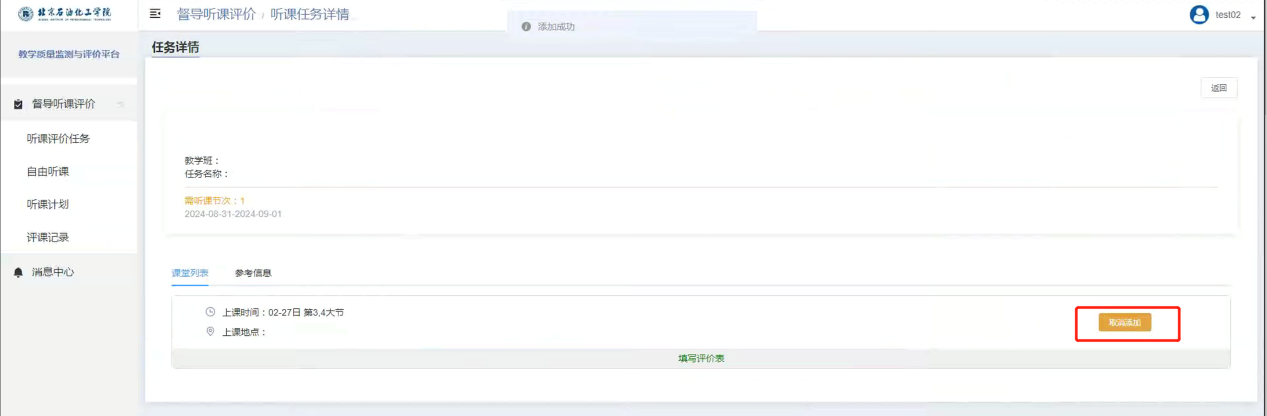 北京石油化工学院
督导听课评价 / 听课任务详情
添加成功
test02
教学质量监测与评价平台
任务详情
返回
督导听课评价
听课评价任务
自由听课
听课计划
评课记录
消息中心
教学班：
任务名称：
需听课节次：1
2024-08-31-2024-09-01
课堂列表
参考信息
上课时间：02-27日 第3,4大节
上课地点：
取消添加
填写评价表